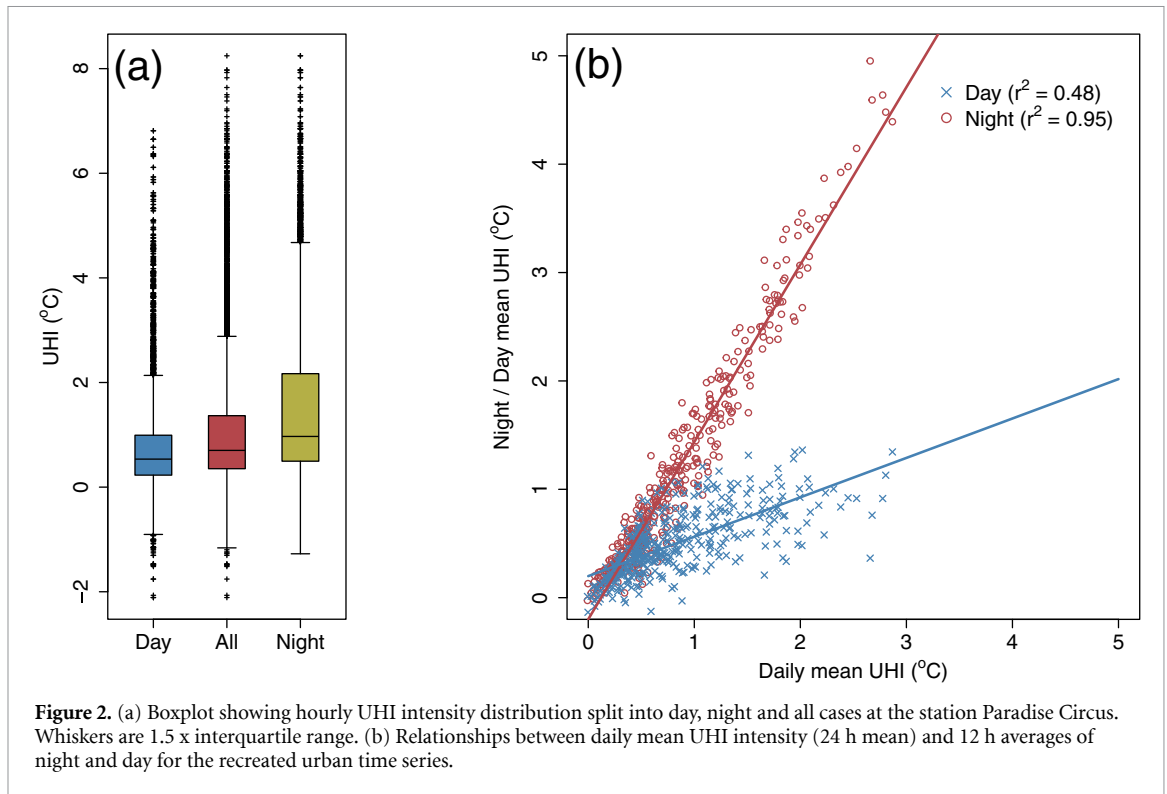 (a)
8
6
4
2
0
−2
UHI (°C)
Day All Night
(b)
× Day (r² = 0.48)
○ Night (r² = 0.95)
5
4
3
2
1
0
Night / Day mean UHI (°C)
0 1 2 3 4 5
Daily mean UHI (°C)
Figure 2. (a) Boxplot showing hourly UHI intensity distribution split into day, night and all cases at the station Paradise Circus.
Whiskers are 1.5 x interquartile range. (b) Relationships between daily mean UHI intensity (24 h mean) and 12 h averages of
night and day for the recreated urban time series.